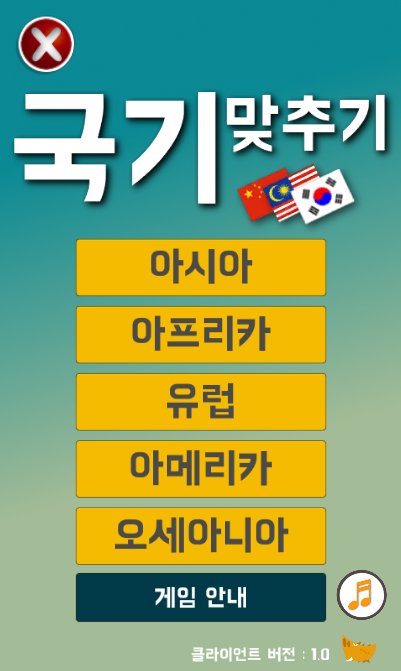 국기맞추기
아시아
아프리카
유럽
아메리카
오세아니아
게임 안내
클라이언트 버전 : 1.0